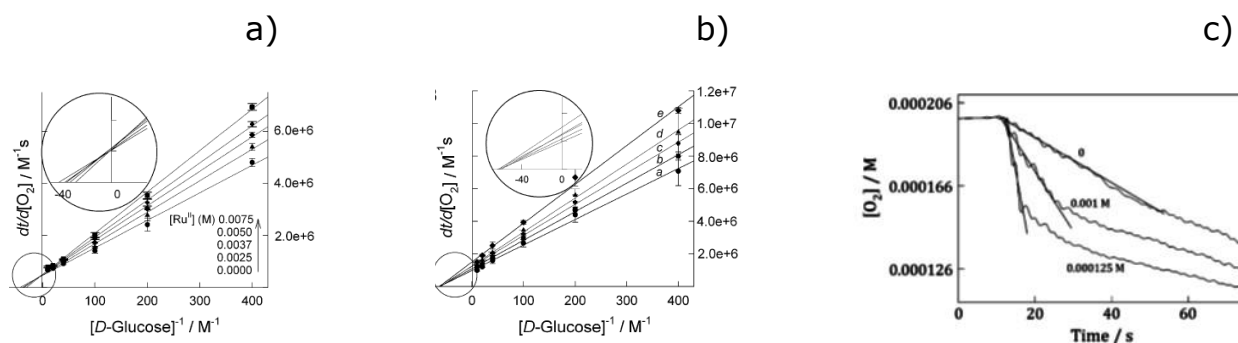 a)
b)
c)
dt/d[O₂] / M⁻¹s
6.0e+6
4.0e+6
2.0e+6
-40 0
[Ruᴵᴵ] (M) 0.0075
0.0050
0.0037
0.0025
0.0000
0 100 200 300 400
[D-Glucose]⁻¹ / M⁻¹
dt/d[O₂] / M⁻¹s
1.2e+7
1.0e+7
8.0e+6
6.0e+6
4.0e+6
2.0e+6
-40 0
e
d
c
b
a
0 100 200 300 400
[D-Glucose]⁻¹ / M⁻¹
[O₂] / M
0.000206
0.000166
0.000126
0
0.001 M
0.000125 M
0 20 40 60
Time / s